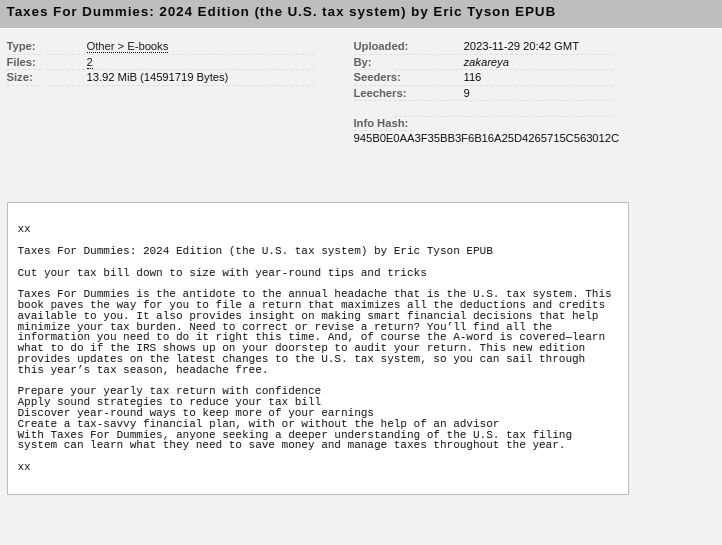 Taxes For Dummies: 2024 Edition (the U.S. tax system) by Eric Tyson EPUB
Type: Other > E-books
Files: 2
Size: 13.92 MiB (14591719 Bytes)
Uploaded: 2023-11-29 20:42 GMT
By: zakareya
Seeders: 116
Leechers: 9
Info Hash:
945B0E0AA3F35BB3F6B16A25D4265715C563012C
xx
Taxes For Dummies: 2024 Edition (the U.S. tax system) by Eric Tyson EPUB
Cut your tax bill down to size with year-round tips and tricks
Taxes For Dummies is the antidote to the annual headache that is the U.S. tax system. This
book paves the way for you to file a return that maximizes all the deductions and credits
available to you. It also provides insight on making smart financial decisions that help
minimize your tax burden. Need to correct or revise a return? You’ll find all the
information you need to do it right this time. And, of course the A-word is covered—learn
what to do if the IRS shows up on your doorstep to audit your return. This new edition
provides updates on the latest changes to the U.S. tax system, so you can sail through
this year’s tax season, headache free.
Prepare your yearly tax return with confidence
Apply sound strategies to reduce your tax bill
Discover year-round ways to keep more of your earnings
Create a tax-savvy financial plan, with or without the help of an advisor
With Taxes For Dummies, anyone seeking a deeper understanding of the U.S. tax filing
system can learn what they need to save money and manage taxes throughout the year.
xx